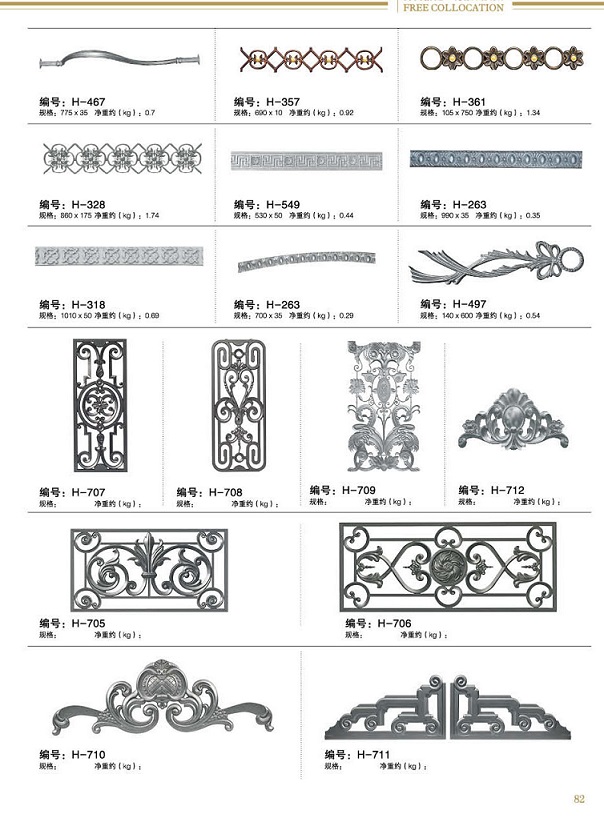 FREE COLLOCATION
编号：H-467
规格：775 x 35 净重约（kg）：0.7
编号：H-357
规格：690 x 10 净重约（kg）：0.92
编号：H-361
规格：105 x 750 净重约（kg）：1.34
编号：H-328
规格：860 x 175 净重约（kg）：1.74
编号：H-549
规格：530 x 50 净重约（kg）：0.44
编号：H-263
规格：990 x 35 净重约（kg）：0.35
编号：H-318
规格：1010 x 50 净重约（kg）：0.69
编号：H-263
规格：700 x 35 净重约（kg）：0.29
编号：H-497
规格：140 x 600 净重约（kg）：0.54
编号：H-707
规格： 净重约（kg）：
编号：H-708
规格： 净重约（kg）：
编号：H-709
规格： 净重约（kg）：
编号：H-712
规格： 净重约（kg）：
编号：H-705
规格： 净重约（kg）：
编号：H-706
规格： 净重约（kg）：
编号：H-710
规格： 净重约（kg）：
编号：H-711
规格： 净重约（kg）：
82